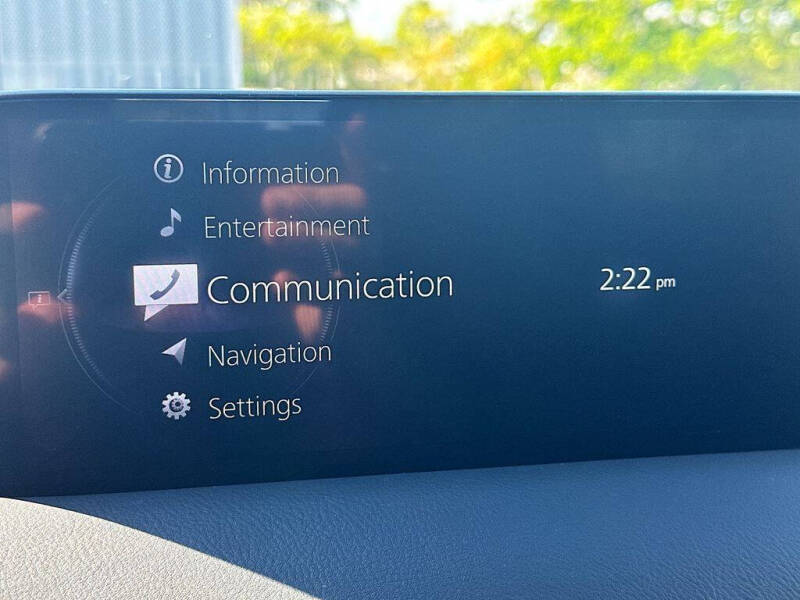 Information
Entertainment
Communication
2:22 pm
Navigation
Settings